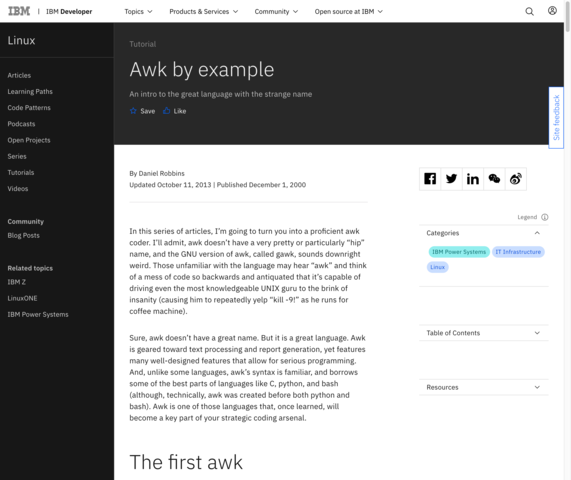 IBM
IBM Developer
Topics
Products & Services
Community
Open source at IBM
Linux
Articles
Learning Paths
Code Patterns
Podcasts
Open Projects
Series
Tutorials
Videos
Community
Blog Posts
Related topics
IBM Z
LinuxONE
IBM Power Systems
Tutorial
Awk by example
An intro to the great language with the strange name
Save
Like
Site feedback
By Daniel Robbins
Updated October 11, 2013 | Published December 1, 2000
In this series of articles, I’m going to turn you into a proficient awk
coder. I’ll admit, awk doesn’t have a very pretty or particularly “hip”
name, and the GNU version of awk, called gawk, sounds downright
weird. Those unfamiliar with the language may hear “awk” and think
of a mess of code so backwards and antiquated that it’s capable of
driving even the most knowledgeable UNIX guru to the brink of
insanity (causing him to repeatedly yelp “kill -9!” as he runs for
coffee machine).
Sure, awk doesn’t have a great name. But it is a great language. Awk
is geared toward text processing and report generation, yet features
many well-designed features that allow for serious programming.
And, unlike some languages, awk’s syntax is familiar, and borrows
some of the best parts of languages like C, python, and bash
(although, technically, awk was created before both python and
bash). Awk is one of those languages that, once learned, will
become a key part of your strategic coding arsenal.
The first awk
Legend
Categories
IBM Power Systems
IT Infrastructure
Linux
Table of Contents
Resources